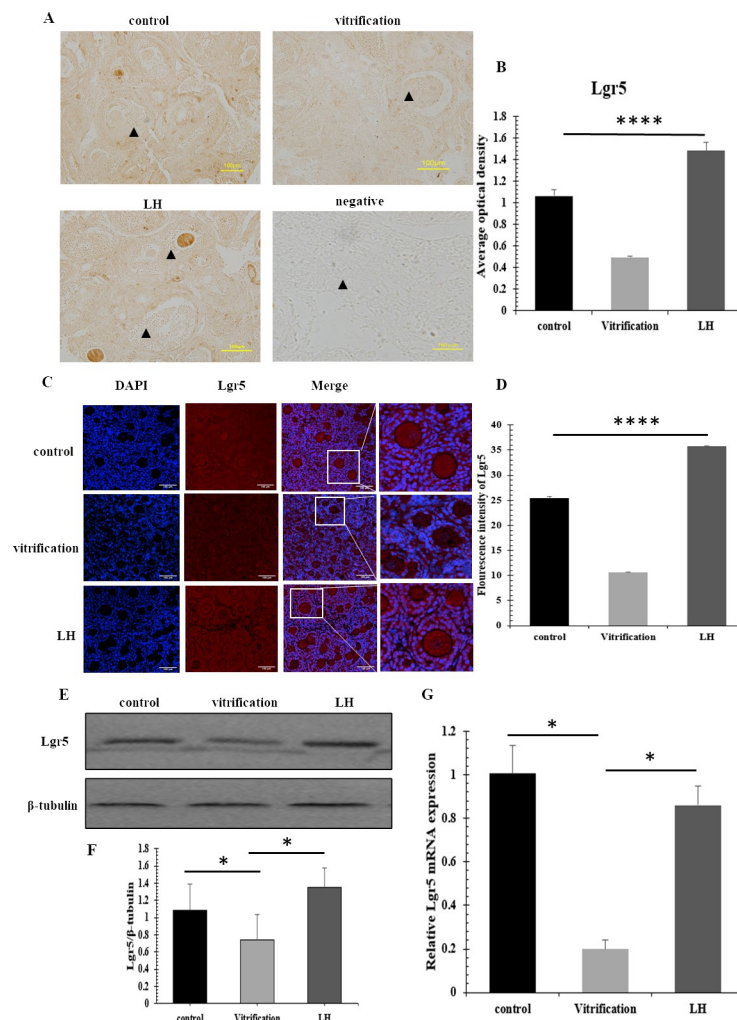 A
control
vitrification
100μm
100μm
LH
negative
100μm
100μm
B
Lgr5
****
1.8
1.6
1.4
1.2
1
0.8
0.6
0.4
0.2
0
Average optical density
control
Vitrification
LH
C
DAPI
Lgr5
Merge
control
vitrification
LH
D
****
40
35
30
25
20
15
10
5
0
Flourescence intensity of Lgr5
control
Vitrification
LH
E
control
vitrification
LH
Lgr5
β-tubulin
F
*
*
1.8
1.6
1.4
1.2
1
0.8
0.6
0.4
0.2
0
Lgr5/β-tubulin
control
Vitrification
LH
G
*
*
1.2
1
0.8
0.6
0.4
0.2
0
Relative Lgr5 mRNA expression
control
Vitrification
LH